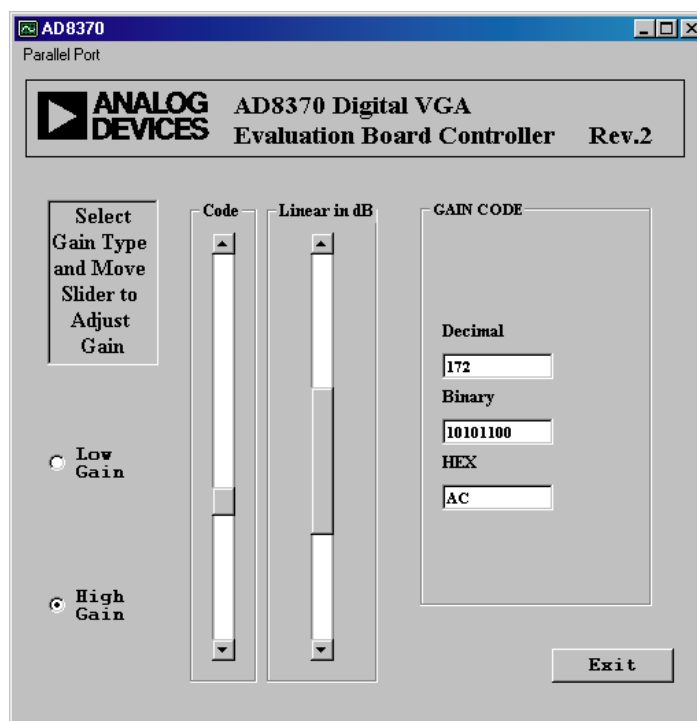 AD8370
Parallel Port
ANALOG
DEVICES
AD8370 Digital VGA
Evaluation Board Controller Rev.2
Select
Gain Type
and Move
Slider to
Adjust
Gain
Low
Gain
High
Gain
Code
Linear in dB
GAIN CODE
Decimal
172
Binary
10101100
HEX
AC
Exit